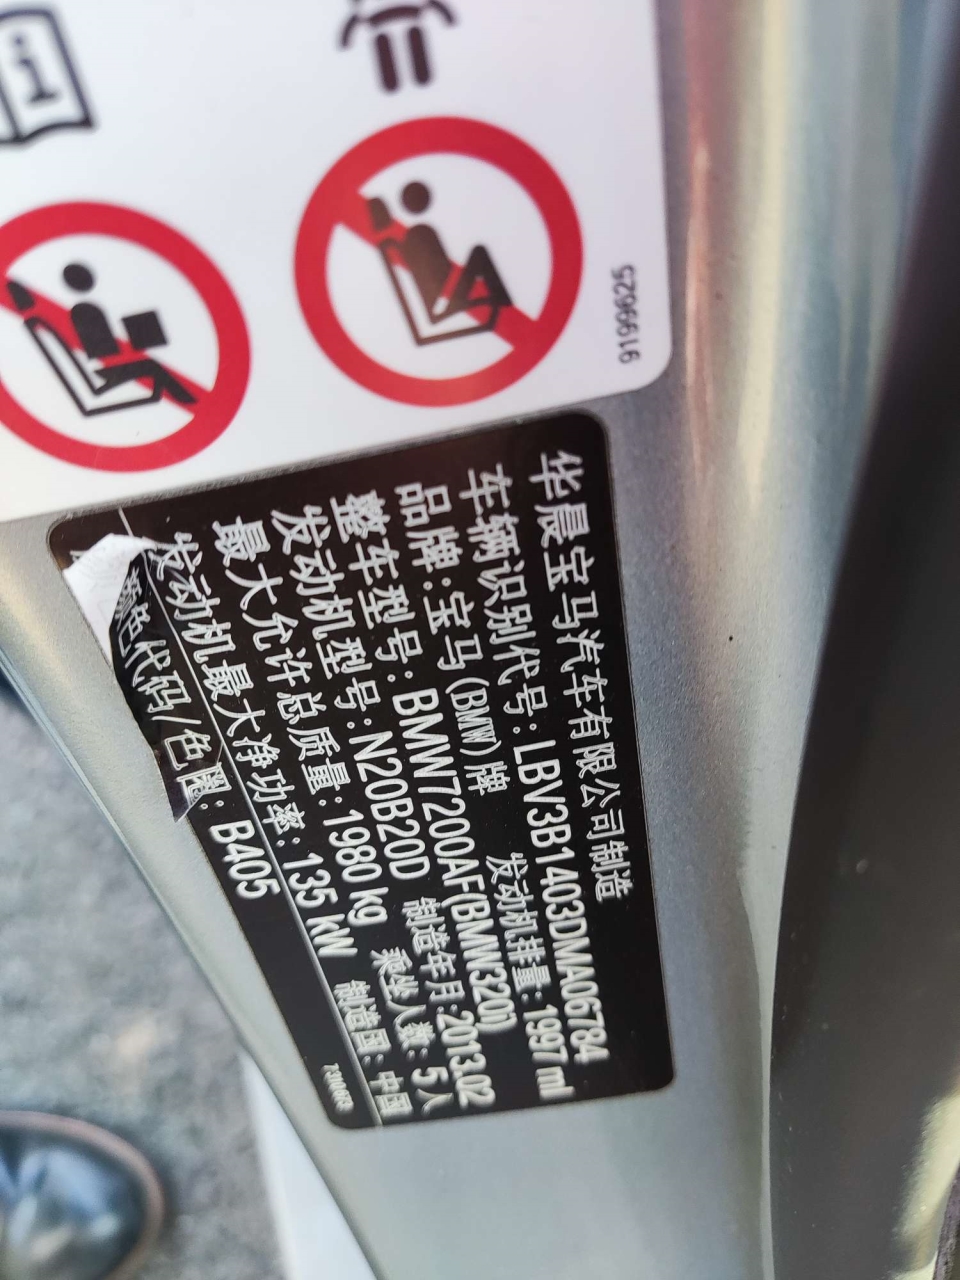 9199625
华晨宝马汽车有限公司制造
车辆识别代号:LBV3B1403DMA06784
品牌:宝马(BMW)牌 发动机排量:1997 ml
整车型号:BMW7200AF(BMW320i)
发动机型号:N20B20D 制造年月:2013.02
最大允许总质量:1980 kg 乘坐人数:5人
发动机最大净功率:135 kW 制造国:中国
颜色代码/色圈:B405